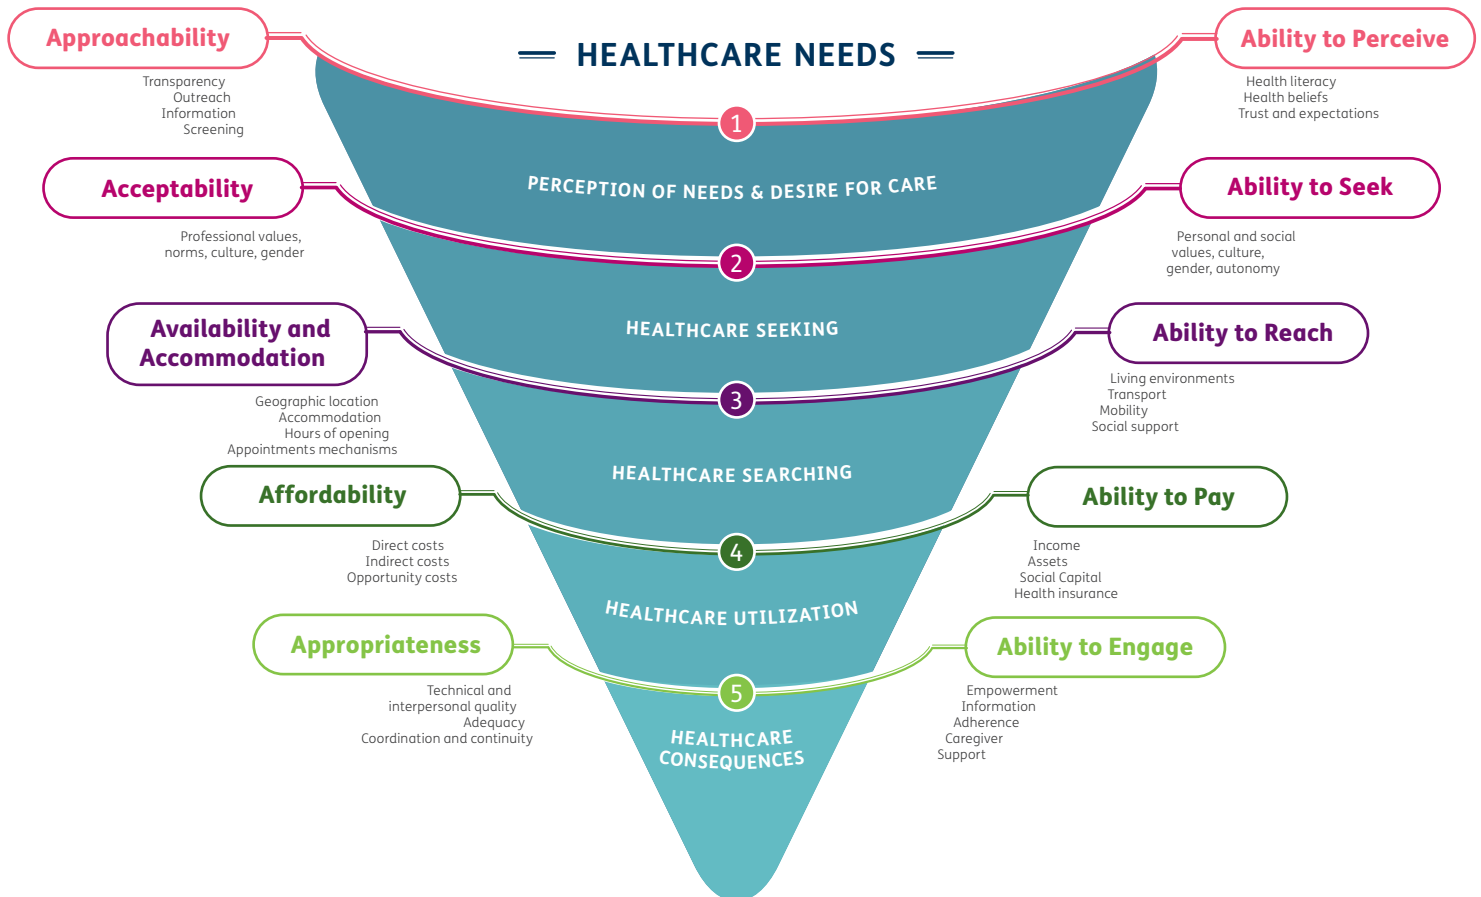 HEALTHCARE NEEDS
Approachability
Transparency
Outreach
Information
Screening
Ability to Perceive
Health literacy
Health beliefs
Trust and expectations
1
PERCEPTION OF NEEDS & DESIRE FOR CARE
Acceptability
Professional values,
norms, culture, gender
Ability to Seek
Personal and social
values, culture,
gender, autonomy
2
HEALTHCARE SEEKING
Availability and
Accommodation
Geographic location
Accommodation
Hours of opening
Appointments mechanisms
Ability to Reach
Living environments
Transport
Mobility
Social support
3
HEALTHCARE SEARCHING
Affordability
Direct costs
Indirect costs
Opportunity costs
Ability to Pay
Income
Assets
Social Capital
Health insurance
4
HEALTHCARE UTILIZATION
Appropriateness
Technical and
interpersonal quality
Adequacy
Coordination and continuity
Ability to Engage
Empowerment
Information
Adherence
Caregiver
Support
5
HEALTHCARE
CONSEQUENCES